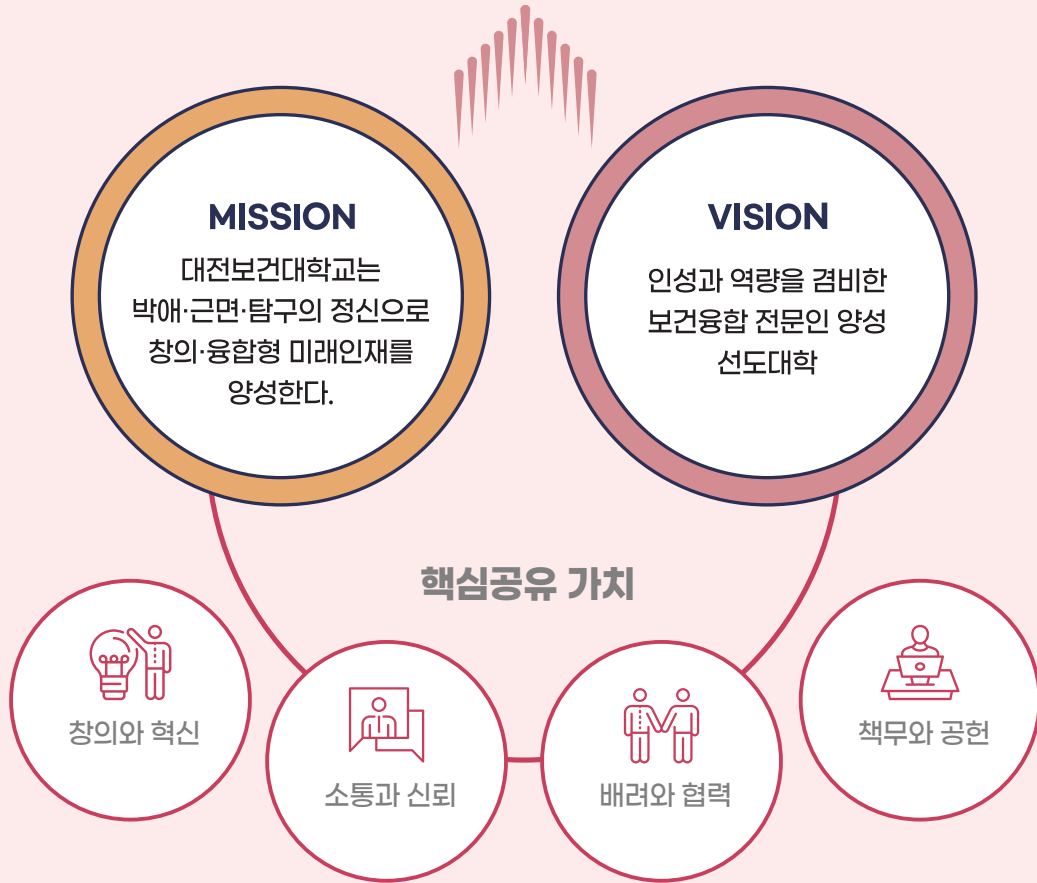 MISSION
대전보건대학교는
박애·근면·탐구의 정신으로
창의·융합형 미래인재를
양성한다.
VISION
인성과 역량을 겸비한
보건융합 전문인 양성
선도대학
핵심공유 가치
창의와 혁신
소통과 신뢰
배려와 협력
책무와 공헌